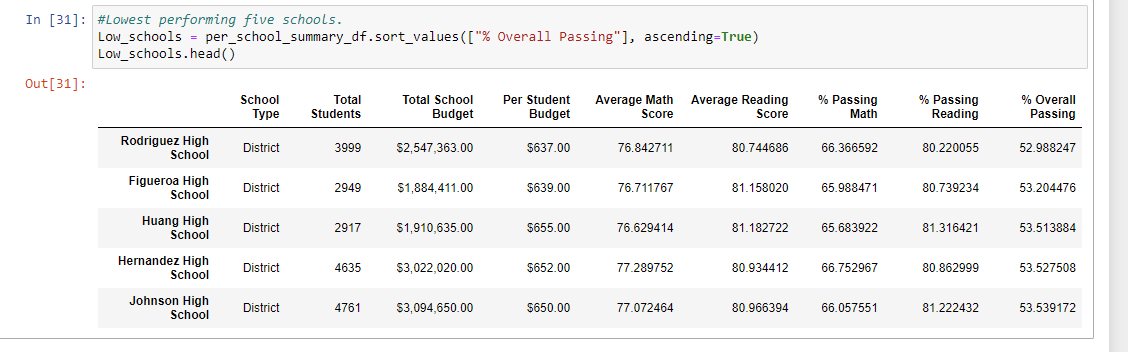 In [31]: #Lowest performing five schools.
Low_schools = per_school_summary_df.sort_values(["% Overall Passing"], ascending=True)
Low_schools.head()
Out[31]:
School Type Total Students Total School Budget Per Student Budget Average Math Score Average Reading Score % Passing Math % Passing Reading % Overall Passing
Rodriguez High School District 3999 $2,547,363.00 $637.00 76.842711 80.744686 66.366592 80.220055 52.988247
Figueroa High School District 2949 $1,884,411.00 $639.00 76.711767 81.158020 65.988471 80.739234 53.204476
Huang High School District 2917 $1,910,635.00 $655.00 76.629414 81.182722 65.683922 81.316421 53.513884
Hernandez High School District 4635 $3,022,020.00 $652.00 77.289752 80.934412 66.752967 80.862999 53.527508
Johnson High School District 4761 $3,094,650.00 $650.00 77.072464 80.966394 66.057551 81.222432 53.539172